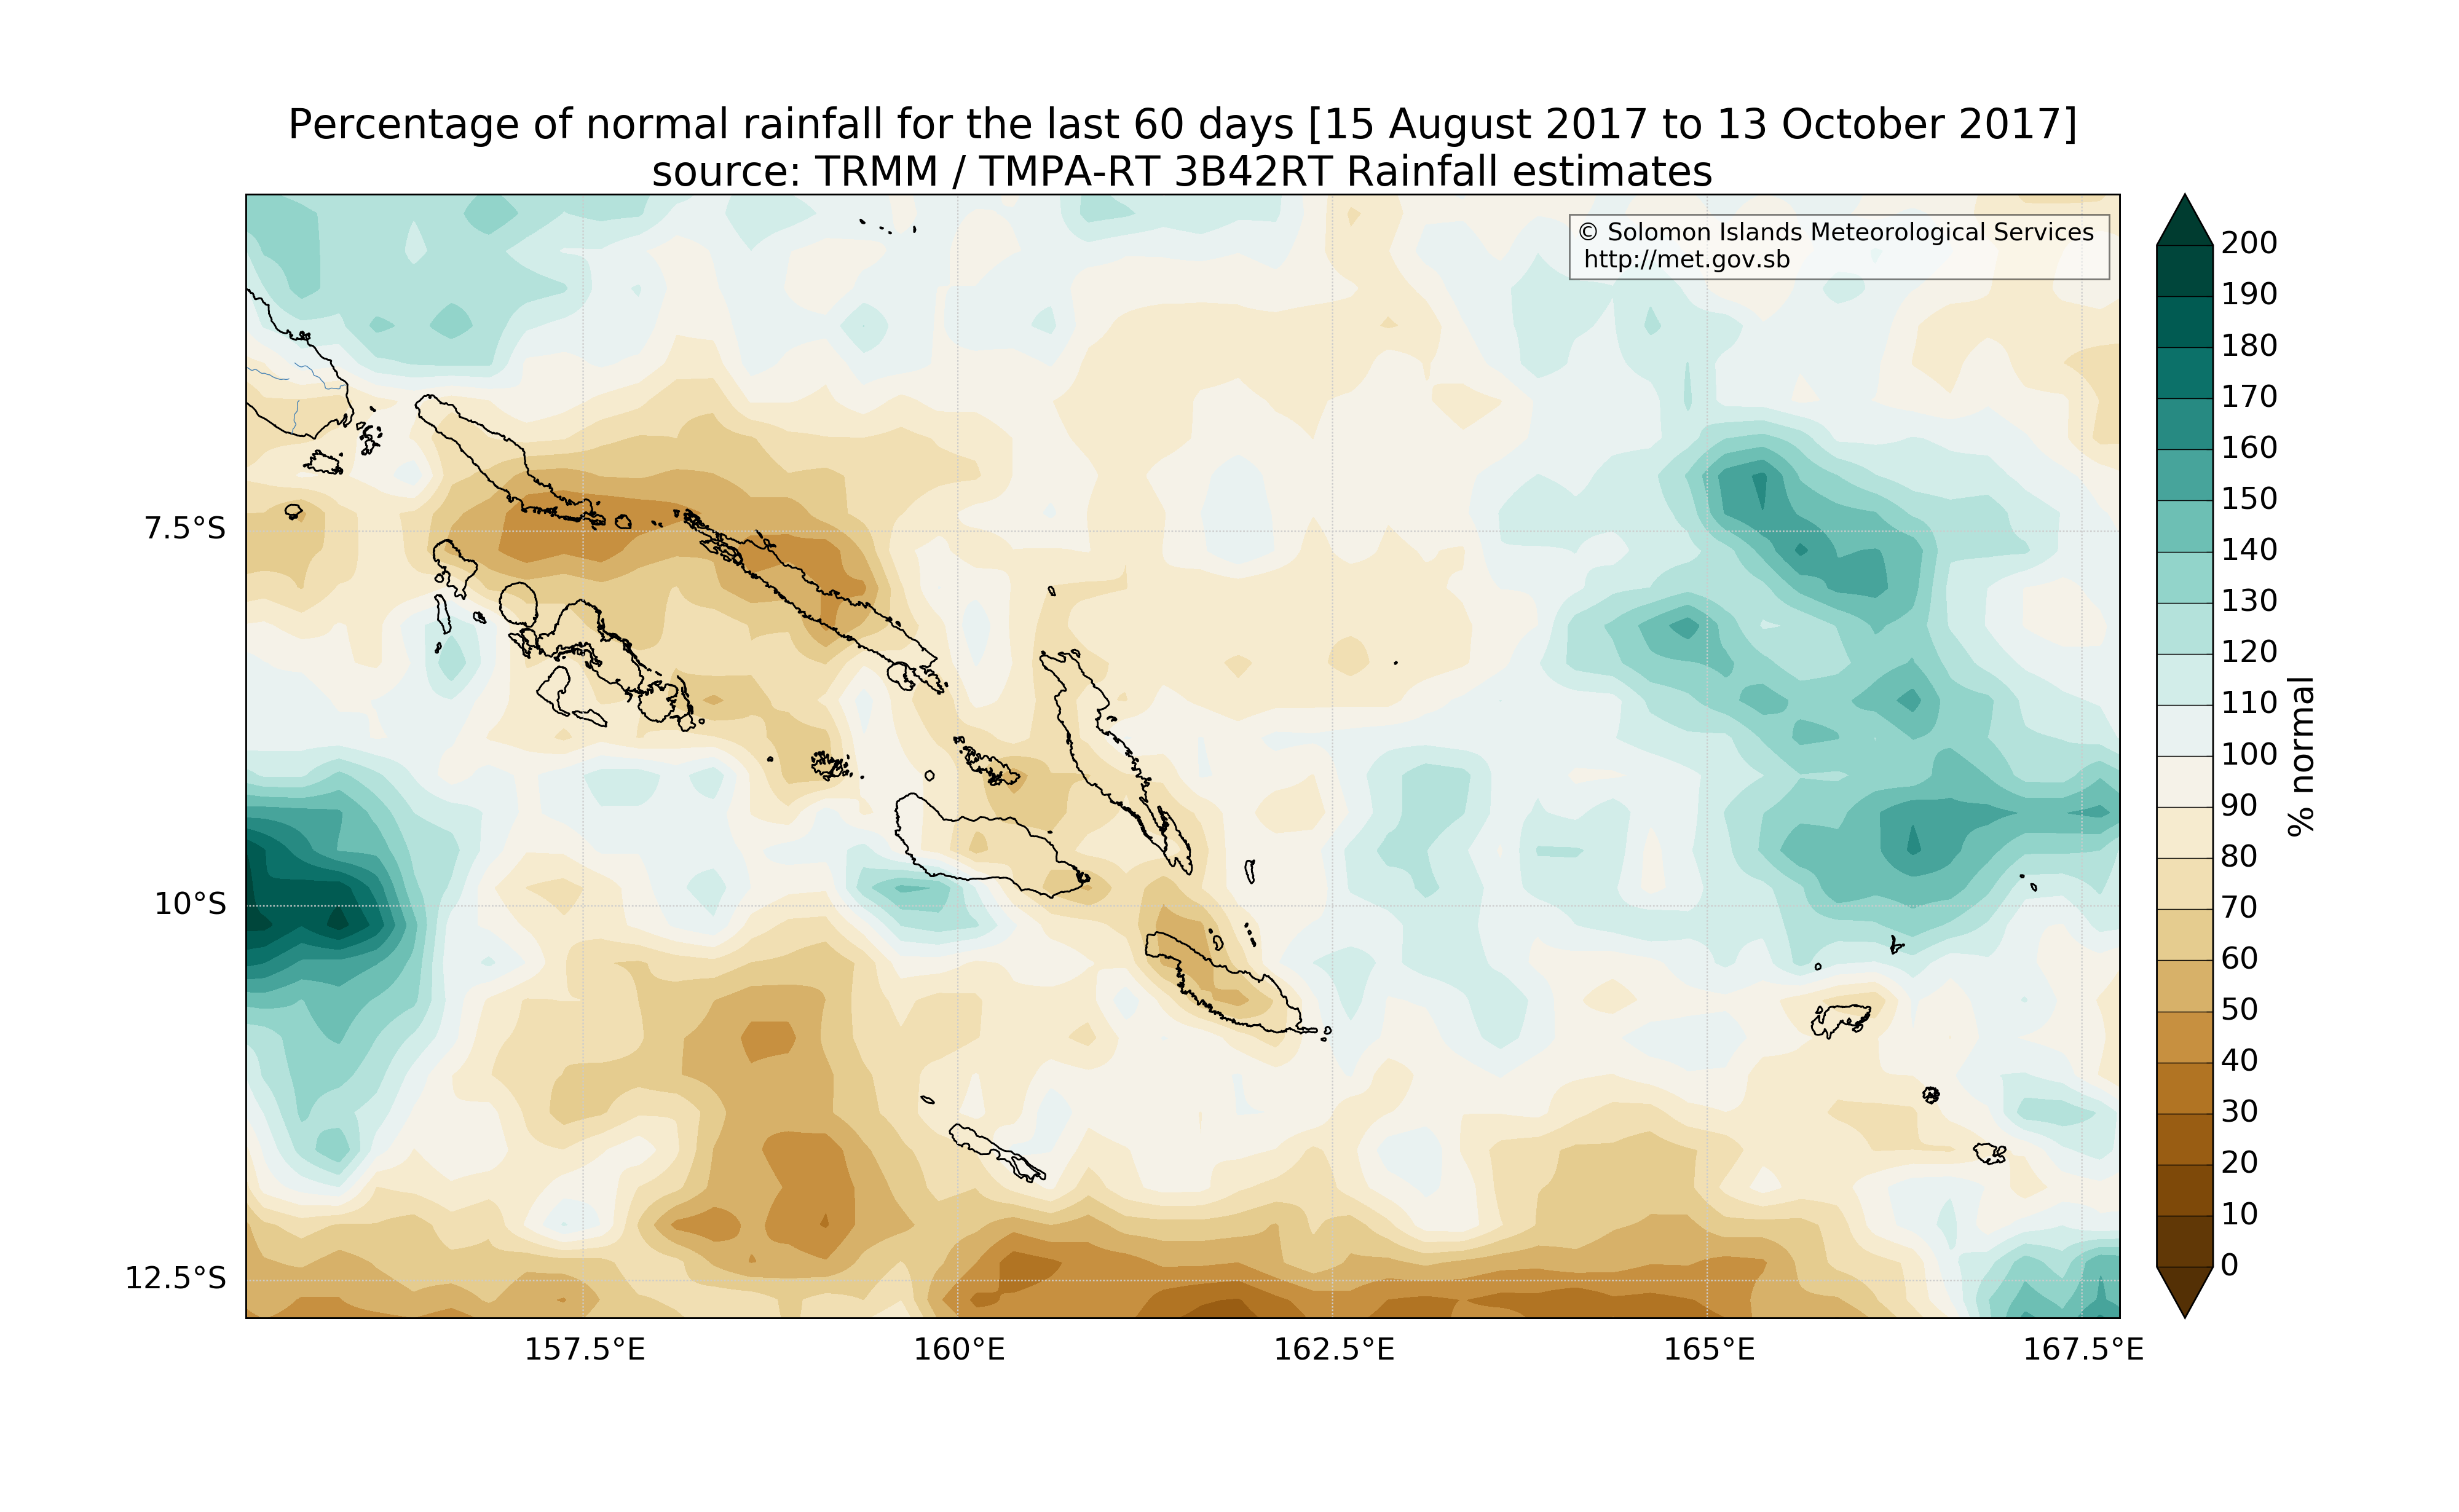 Percentage of normal rainfall for the last 60 days [15 August 2017 to 13 October 2017]
source: TRMM / TMPA-RT 3B42RT Rainfall estimates
© Solomon Islands Meteorological Services
http://met.gov.sb
7.5°S
10°S
12.5°S
157.5°E
160°E
162.5°E
165°E
167.5°E
200
190
180
170
160
150
140
130
120
110
100
90
80
70
60
50
40
30
20
10
0
% normal